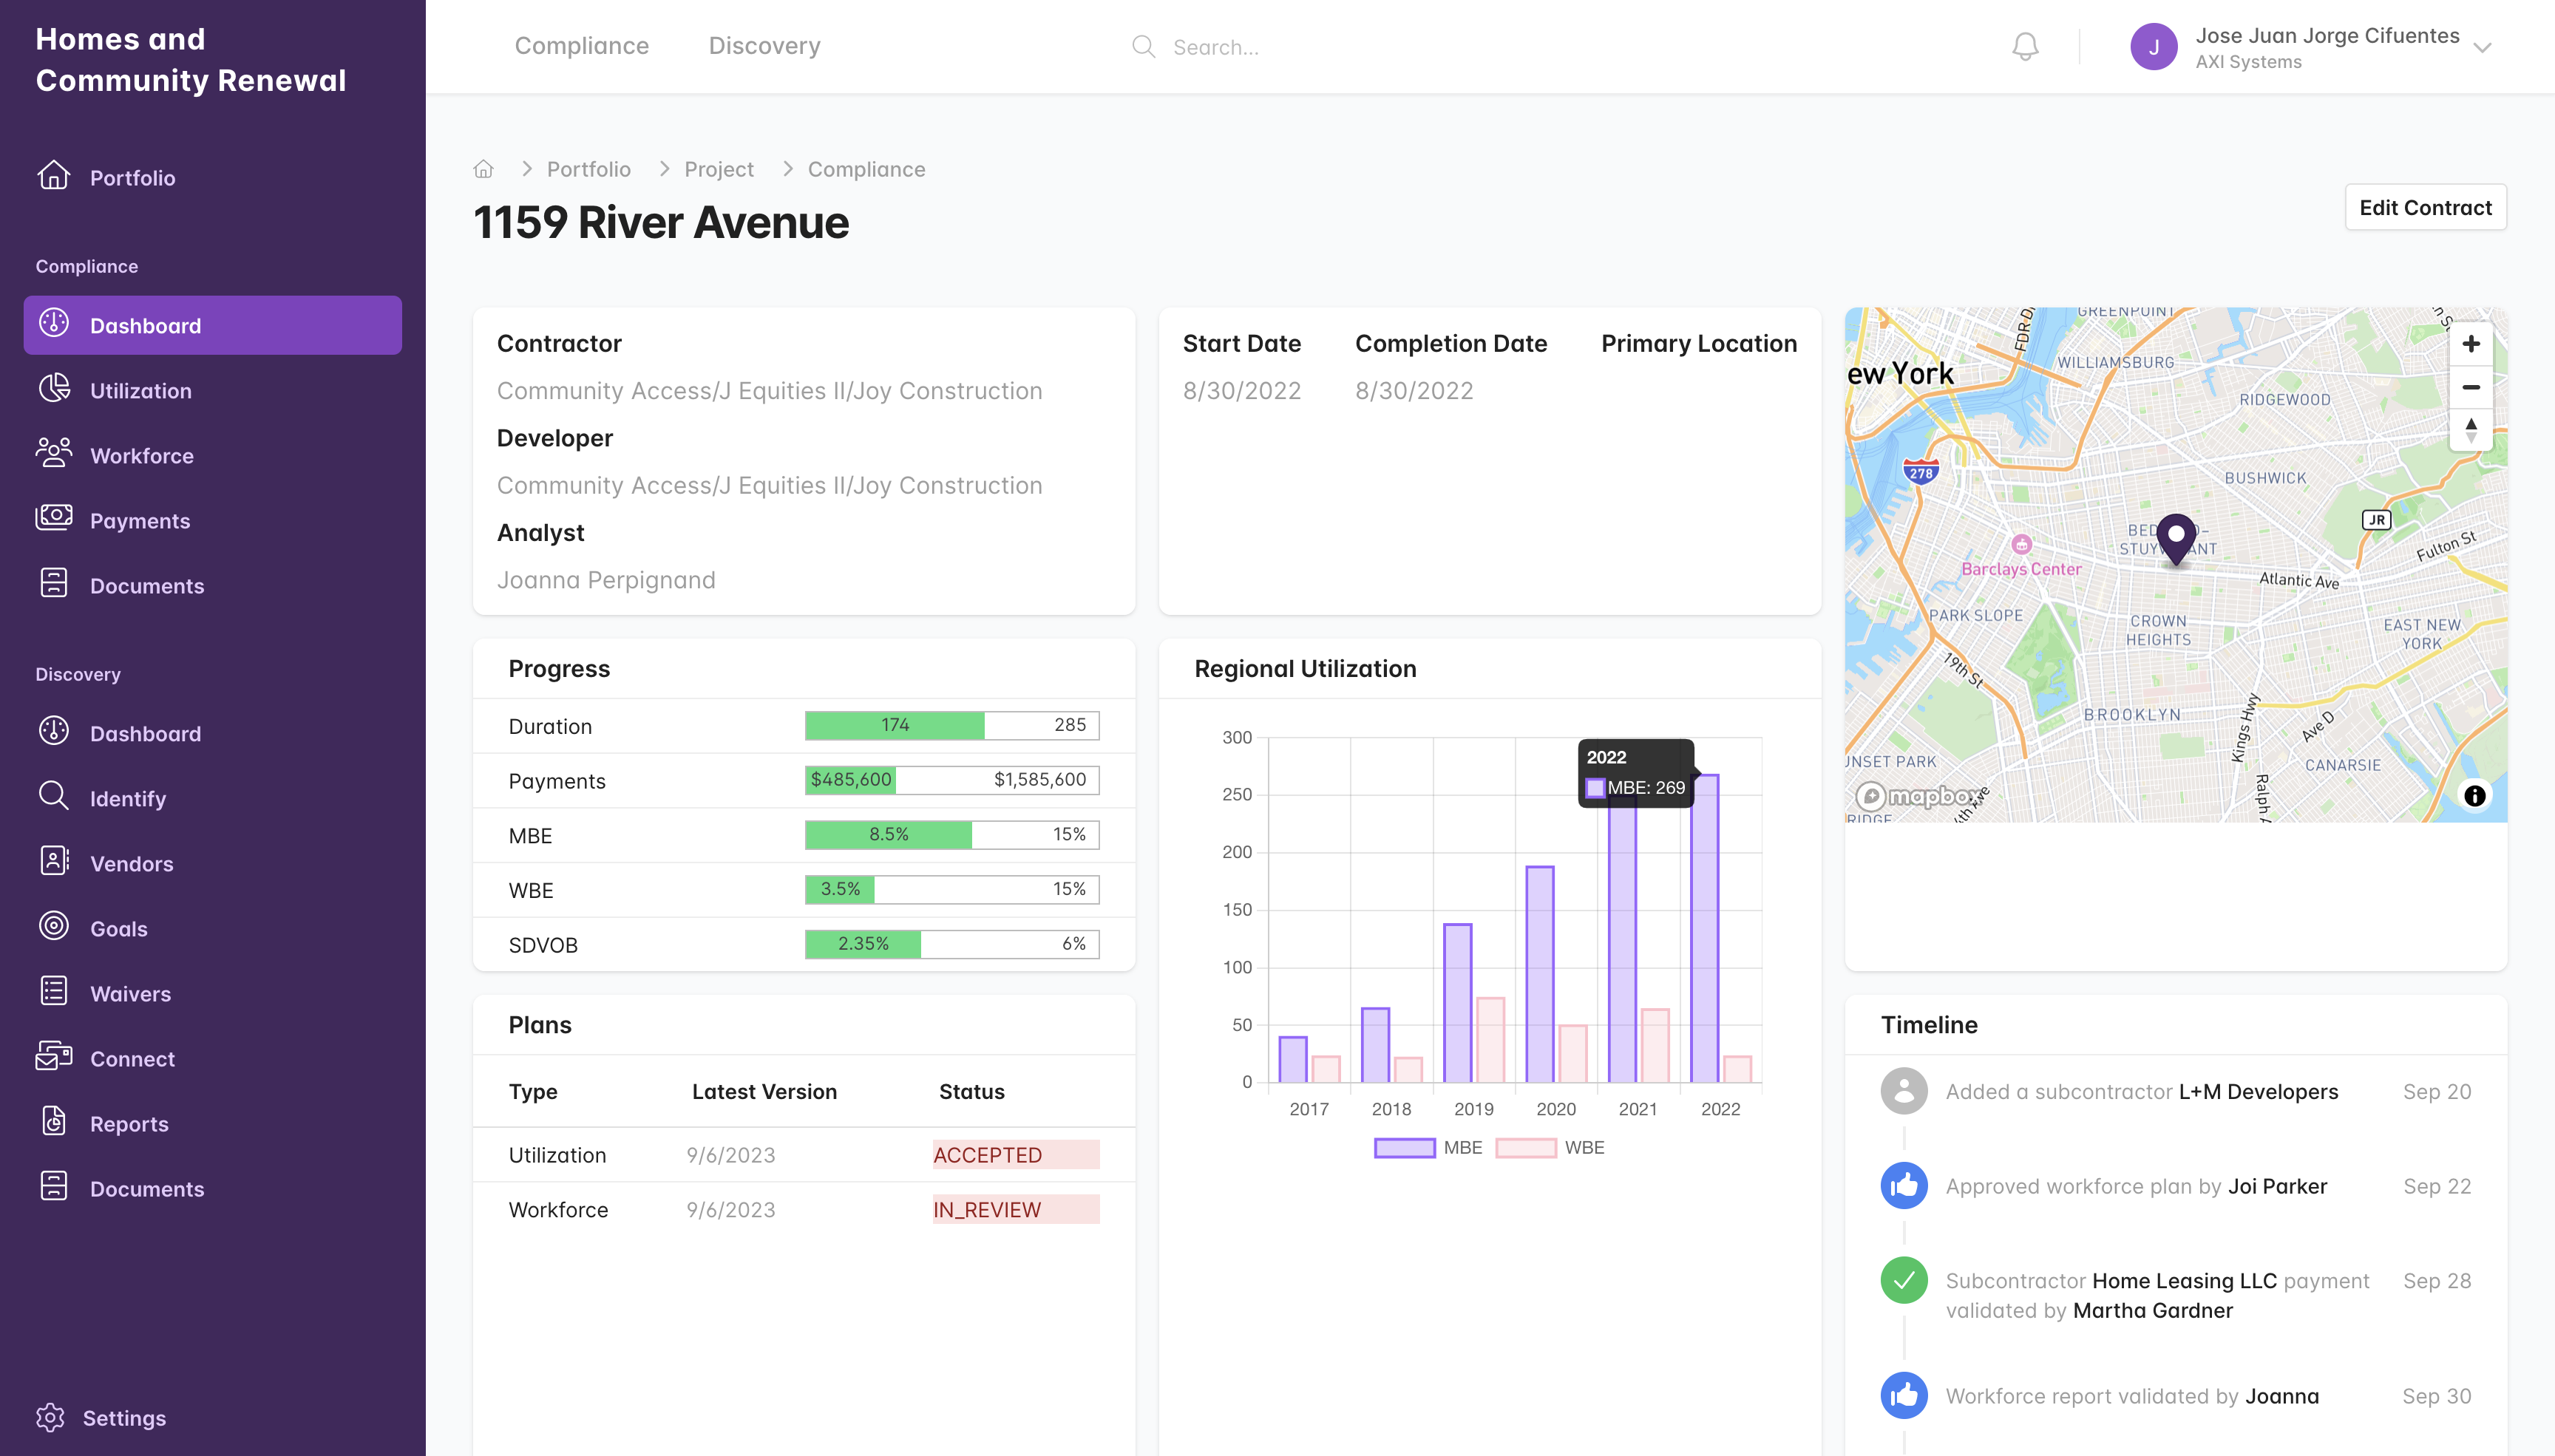 Homes and
Community Renewal
Portfolio
Compliance
Dashboard
Utilization
Workforce
Payments
Documents
Discovery
Dashboard
Identify
Vendors
Goals
Waivers
Connect
Reports
Documents
Settings
Compliance
Discovery
Search...
J
Jose Juan Jorge Cifuentes
AXI Systems
Portfolio
Project
Compliance
1159 River Avenue
Edit Contract
Contractor
Community Access/J Equities II/Joy Construction
Developer
Community Access/J Equities II/Joy Construction
Analyst
Joanna Perpignand
Start Date
Completion Date
Primary Location
8/30/2022
8/30/2022
GREENPOINT
FDR D
n S
WILLIAMSBURG
ew York
RIDGEWOOD
278
BUSHWICK
JR
Fulton St
Barclays Center
Atlantic Ave
PARK SLOPE
CROWN
HEIGHTS
EAST NEW
YORK
19th St
BROOKLYN
Kings Hwy
Ave D
UNSET PARK
CANARSIE
mapbox
th Ave
Ralph
RIDGE
Progress
Duration 174 285
Payments $485,600 $1,585,600
MBE 8.5% 15%
WBE 3.5% 15%
SDVOB 2.35% 6%
Regional Utilization
300
250
200
150
100
50
0
2022
MBE: 269
2017 2018 2019 2020 2021 2022
MBE WBE
Plans
Type Latest Version Status
Utilization 9/6/2023 ACCEPTED
Workforce 9/6/2023 IN_REVIEW
Timeline
Added a subcontractor L+M Developers Sep 20
Approved workforce plan by Joi Parker Sep 22
Subcontractor Home Leasing LLC payment Sep 28
validated by Martha Gardner
Workforce report validated by Joanna Sep 30